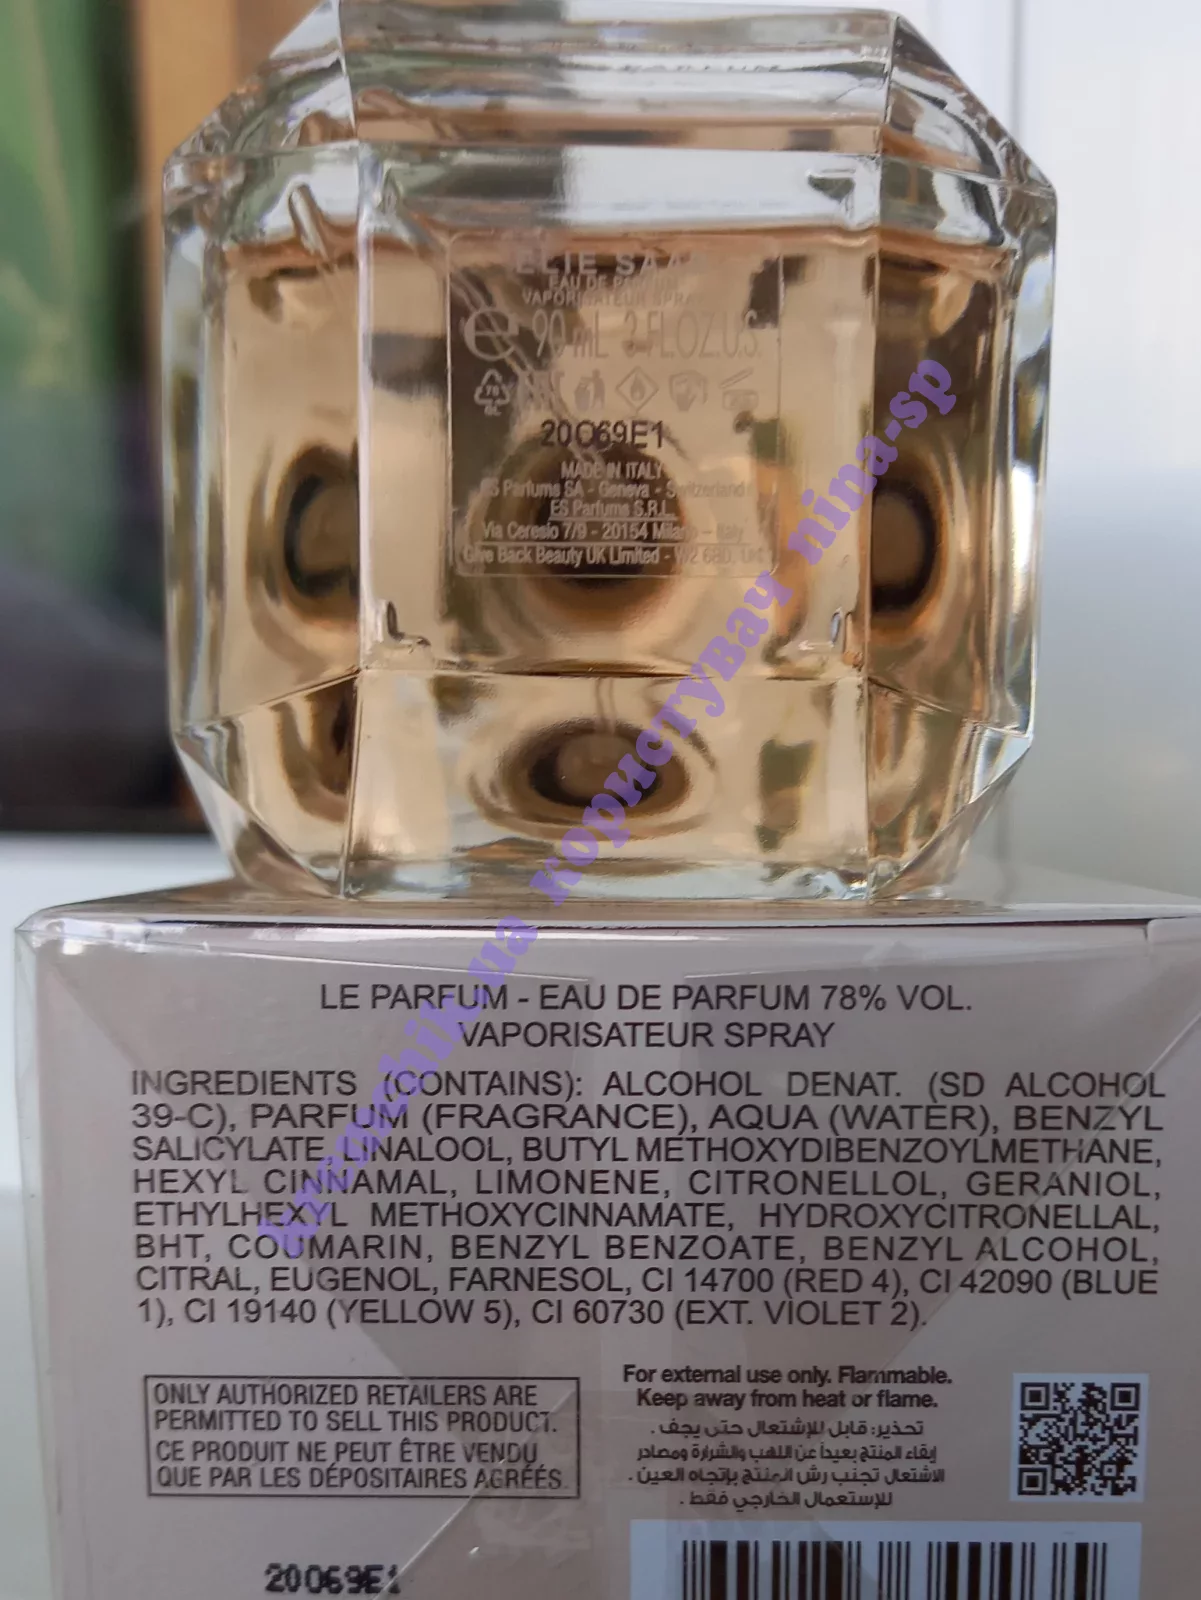 ELIE SAAB
EAU DE PARFUM
VAPORISATEUR SPRAY
90 mL 3 FL.OZ.U.S.
20O69E1
MADE IN ITALY
ES Parfums SA - Geneva - Switzerland
ES Parfums S.R.L.
Via Ceresio 7/9 - 20154 Milano – Italy
Give Back Beauty UK Limited - W2 6BD,
kremchik.ua користувач nina-sp
LE PARFUM - EAU DE PARFUM 78% VOL.
VAPORISATEUR SPRAY
INGREDIENTS (CONTAINS): ALCOHOL DENAT. (SD ALCOHOL
39-C), PARFUM (FRAGRANCE), AQUA (WATER), BENZYL
SALICYLATE, LINALOOL, BUTYL METHOXYDIBENZOYLMETHANE,
HEXYL CINNAMAL, LIMONENE, CITRONELLOL, GERANIOL,
ETHYLHEXYL METHOXYCINNAMATE, HYDROXYCITRONELLAL,
BHT, COUMARIN, BENZYL BENZOATE, BENZYL ALCOHOL,
CITRAL, EUGENOL, FARNESOL, CI 14700 (RED 4), CI 42090 (BLUE
1), CI 19140 (YELLOW 5), CI 60730 (EXT. VIOLET 2).
ONLY AUTHORIZED RETAILERS ARE
PERMITTED TO SELL THIS PRODUCT.
CE PRODUIT NE PEUT ÊTRE VENDU
QUE PAR LES DÉPOSITAIRES AGRÉÉS.
For external use only. Flammable.
Keep away from heat or flame.
تحذير: قابل للإشتعال حتى يجف .
إبقاء المنتج بعيداً عن اللهب والشرارة ومصادر
الاشتعال تجنب رش المنتج بإتجاه العين .
للإستعمال الخارجي فقط .
20O69E1